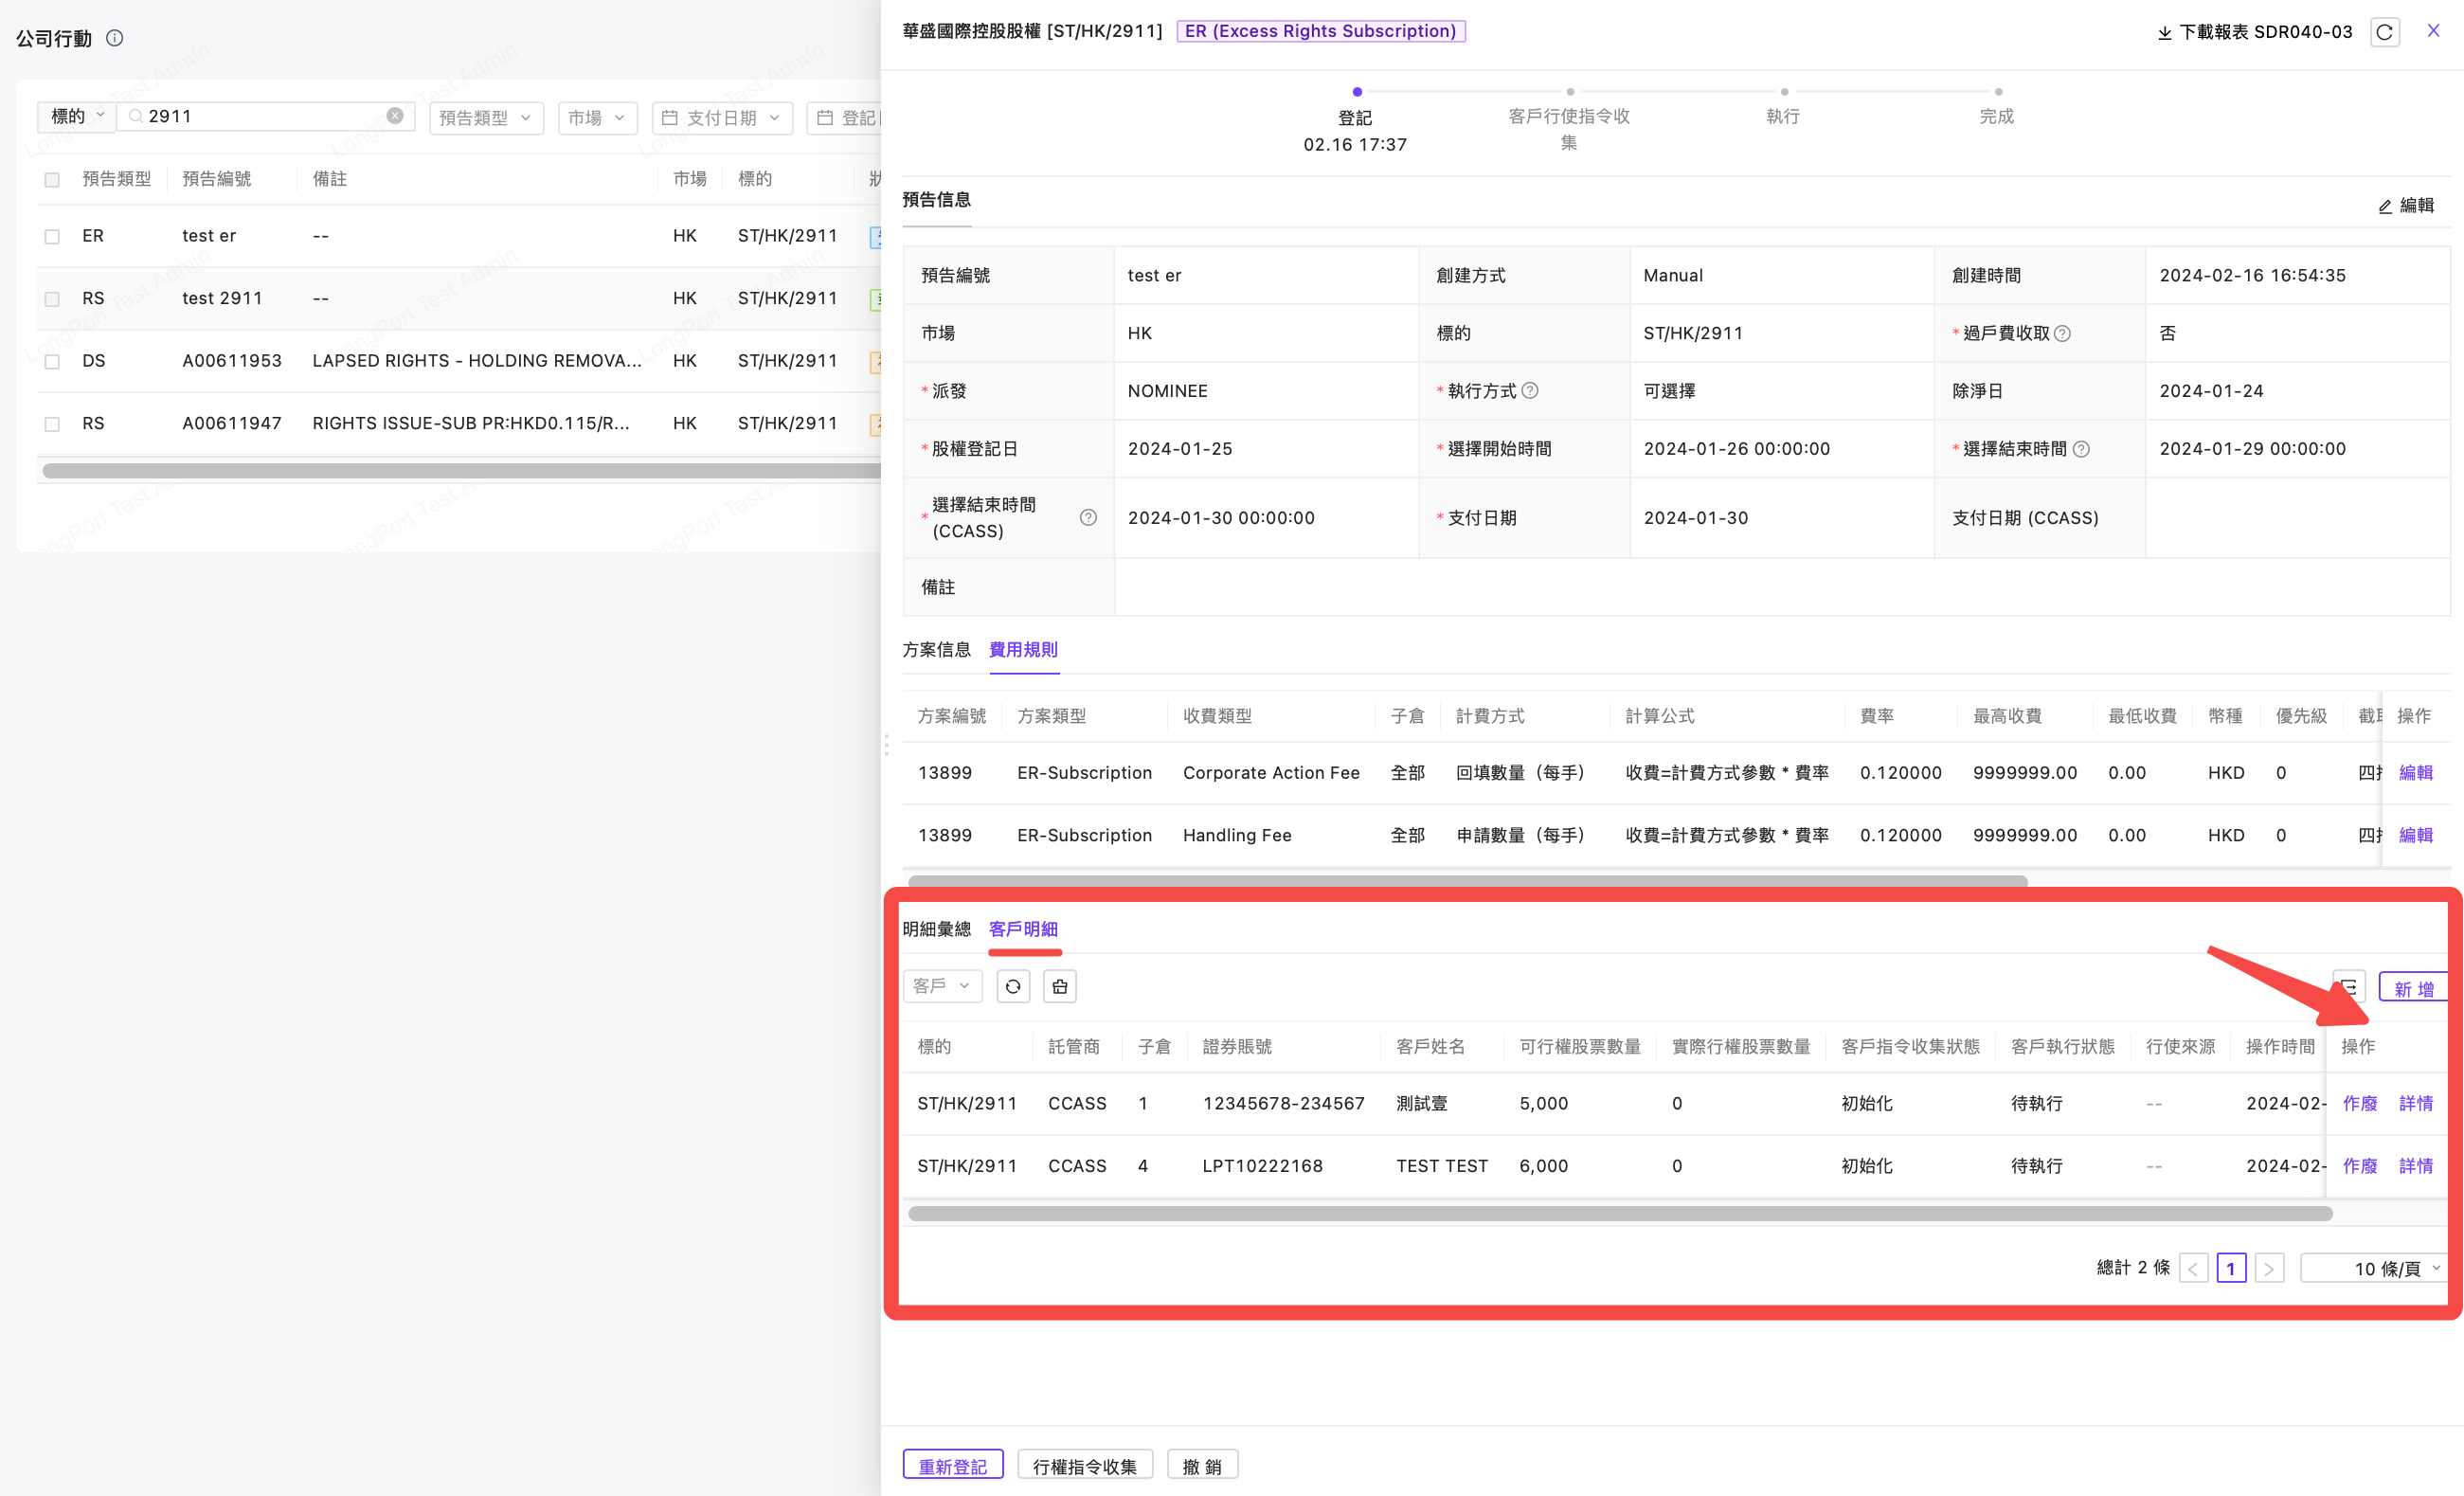 公司行動
標的 2911 預告類型 市場 支付日期 登記
預告類型 預告編號 備註 市場 標的
ER test er -- HK ST/HK/2911
RS test 2911 -- HK ST/HK/2911
DS A00611953 LAPSED RIGHTS - HOLDING REMOVA... HK ST/HK/2911
RS A00611947 RIGHTS ISSUE-SUB PR:HKD0.115/R... HK ST/HK/2911
LongPort Test Admin
華盛國際控股股權 [ST/HK/2911] ER (Excess Rights Subscription) 下載報表 SDR040-03
登記 客戶行使指令收 執行 完成
02.16 17:37 集
預告信息 編輯
預告編號 test er 創建方式 Manual 創建時間 2024-02-16 16:54:35
市場 HK 標的 ST/HK/2911 *過戶費收取 否
*派發 NOMINEE *執行方式 可選擇 除淨日 2024-01-24
*股權登記日 2024-01-25 *選擇開始時間 2024-01-26 00:00:00 *選擇結束時間 2024-01-29 00:00:00
*選擇結束時間
(CCASS) 2024-01-30 00:00:00 *支付日期 2024-01-30 支付日期 (CCASS)
備註
方案信息 費用規則
方案編號 方案類型 收費類型 子倉 計費方式 計算公式 費率 最高收費 最低收費 幣種 優先級 操作
13899 ER-Subscription Corporate Action Fee 全部 回填數量（每手） 收費=計費方式參數 * 費率 0.120000 9999999.00 0.00 HKD 0 四 編輯
13899 ER-Subscription Handling Fee 全部 申請數量（每手） 收費=計費方式參數 * 費率 0.120000 9999999.00 0.00 HKD 0 四 編輯
明細彙總 客戶明細
客戶 新 增
標的 託管商 子倉 證券賬號 客戶姓名 可行權股票數量 實際行權股票數量 客戶指令收集狀態 客戶執行狀態 行使來源 操作時間 操作
ST/HK/2911 CCASS 1 12345678-234567 測試壹 5,000 0 初始化 待執行 -- 2024-02- 作廢 詳情
ST/HK/2911 CCASS 4 LPT10222168 TEST TEST 6,000 0 初始化 待執行 -- 2024-02- 作廢 詳情
總計 2 條 1 10 條/頁
重新登記 行權指令收集 撤 銷